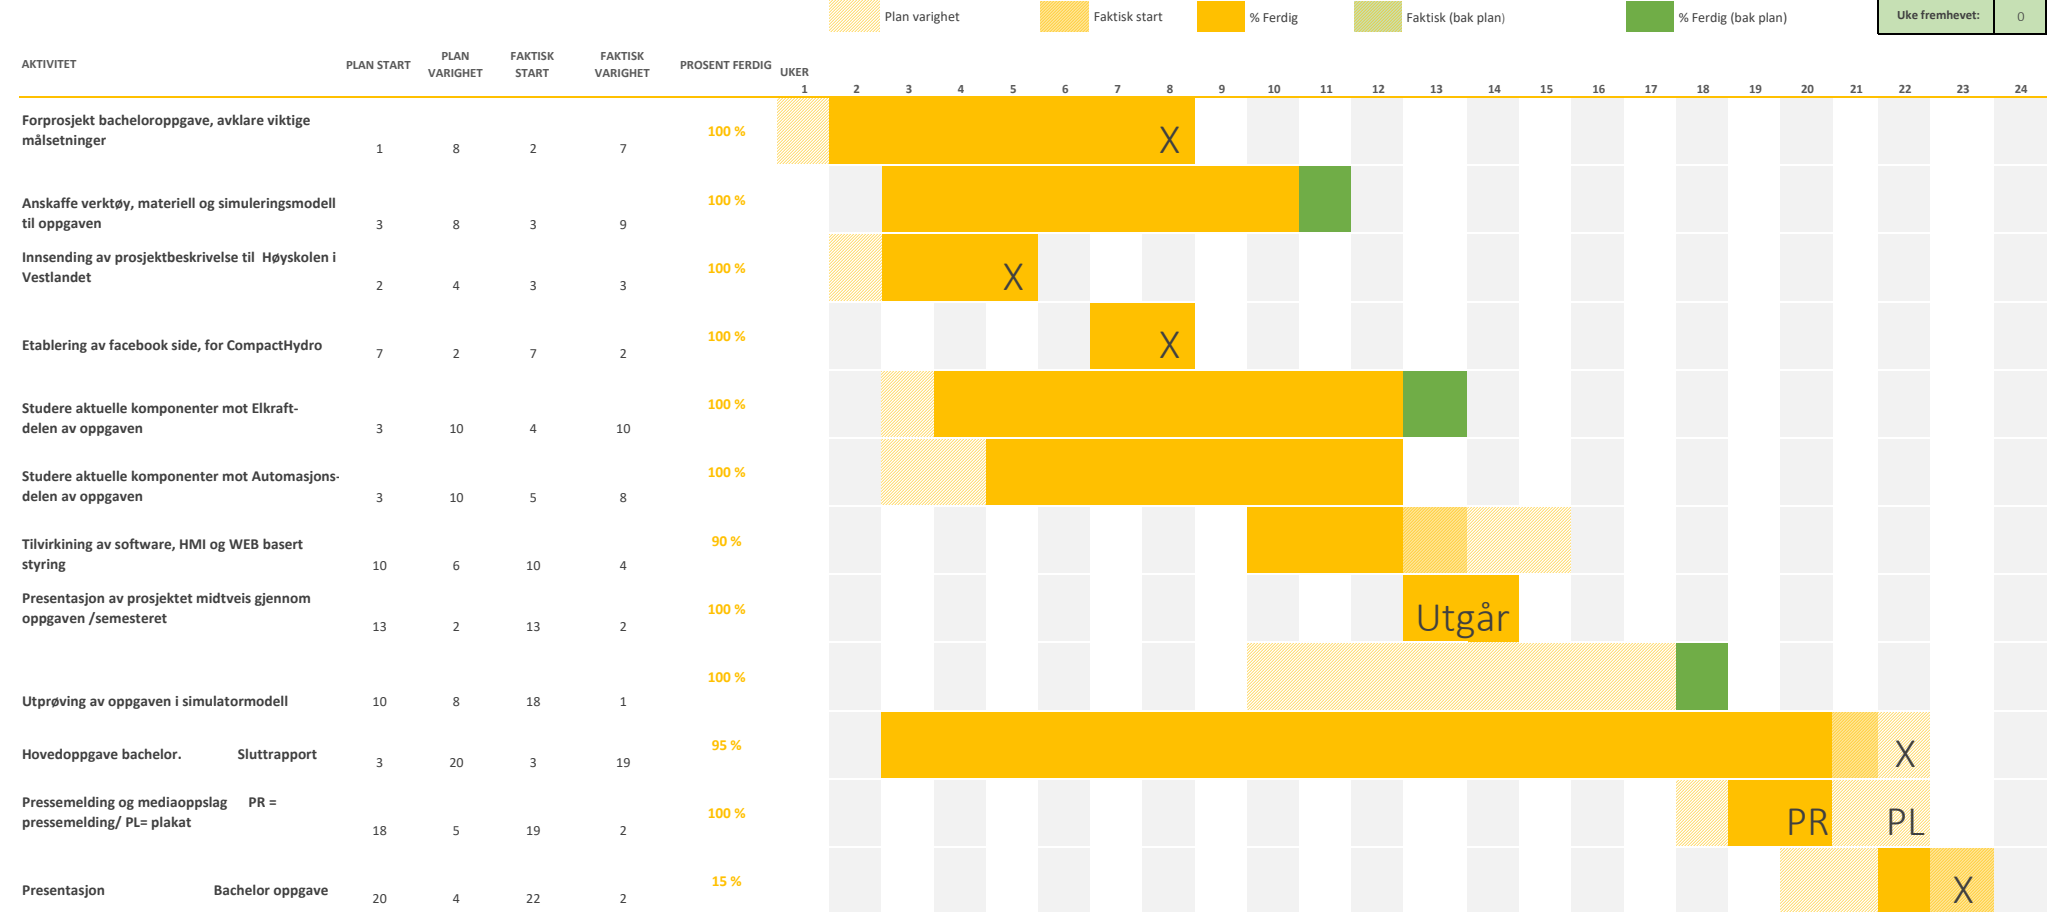 Plan varighet Faktisk start % Ferdig Faktisk (bak plan) % Ferdig (bak plan) Uke fremhevet: 0
AKTIVITET PLAN START PLAN VARIGHET FAKTISK START FAKTISK VARIGHET PROSENT FERDIG UKER
1 2 3 4 5 6 7 8 9 10 11 12 13 14 15 16 17 18 19 20 21 22 23 24
Forprosjekt bacheloroppgave, avklare viktige
målsetninger 1 8 2 7 100 % X
Anskaffe verktøy, materiell og simuleringsmodell
til oppgaven 3 8 3 9 100 %
Innsending av prosjektbeskrivelse til Høyskolen i
Vestlandet 2 4 3 3 100 % X
Etablering av facebook side, for CompactHydro 7 2 7 2 100 % X
Studere aktuelle komponenter mot Elkraft-
delen av oppgaven 3 10 4 10 100 %
Studere aktuelle komponenter mot Automasjons-
delen av oppgaven 3 10 5 8 100 %
Tilvirkining av software, HMI og WEB basert
styring 10 6 10 4 90 %
Presentasjon av prosjektet midtveis gjennom
oppgaven /semesteret 13 2 13 2 100 % Utgår
Utprøving av oppgaven i simulatormodell 10 8 18 1 100 %
Hovedoppgave bachelor. Sluttrapport 3 20 3 19 95 % X
Pressemelding og mediaoppslag PR =
pressemelding/ PL= plakat 18 5 19 2 100 % PR PL
Presentasjon Bachelor oppgave 20 4 22 2 15 % X